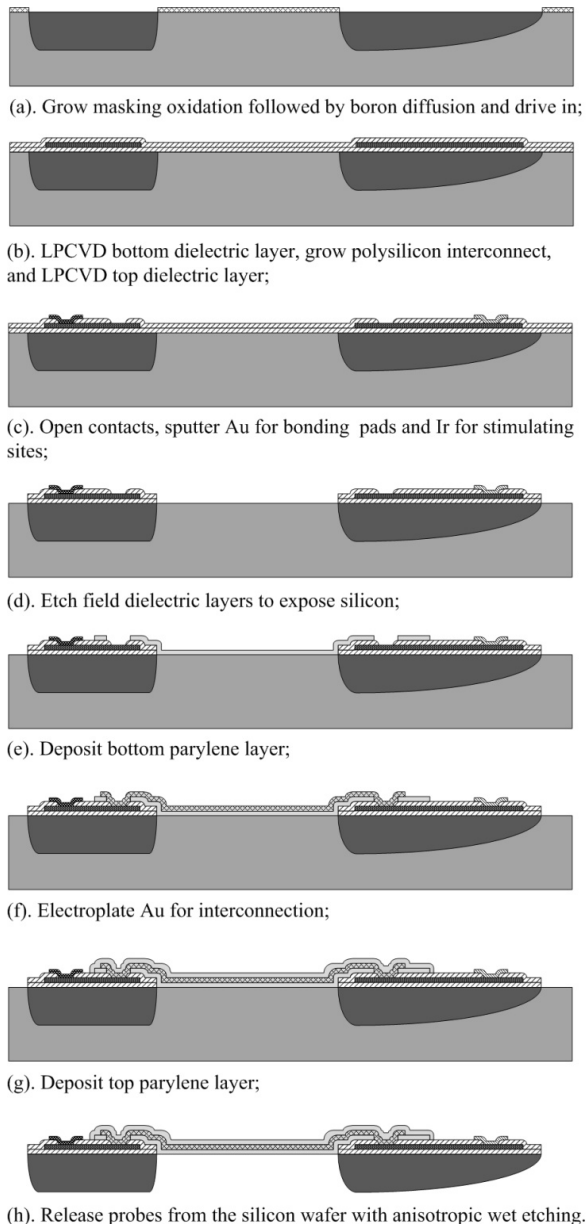 (a). Grow masking oxidation followed by boron diffusion and drive in;
(b). LPCVD bottom dielectric layer, grow polysilicon interconnect,
and LPCVD top dielectric layer;
(c). Open contacts, sputter Au for bonding pads and Ir for stimulating
sites;
(d). Etch field dielectric layers to expose silicon;
(e). Deposit bottom parylene layer;
(f). Electroplate Au for interconnection;
(g). Deposit top parylene layer;
(h). Release probes from the silicon wafer with anisotropic wet etching.